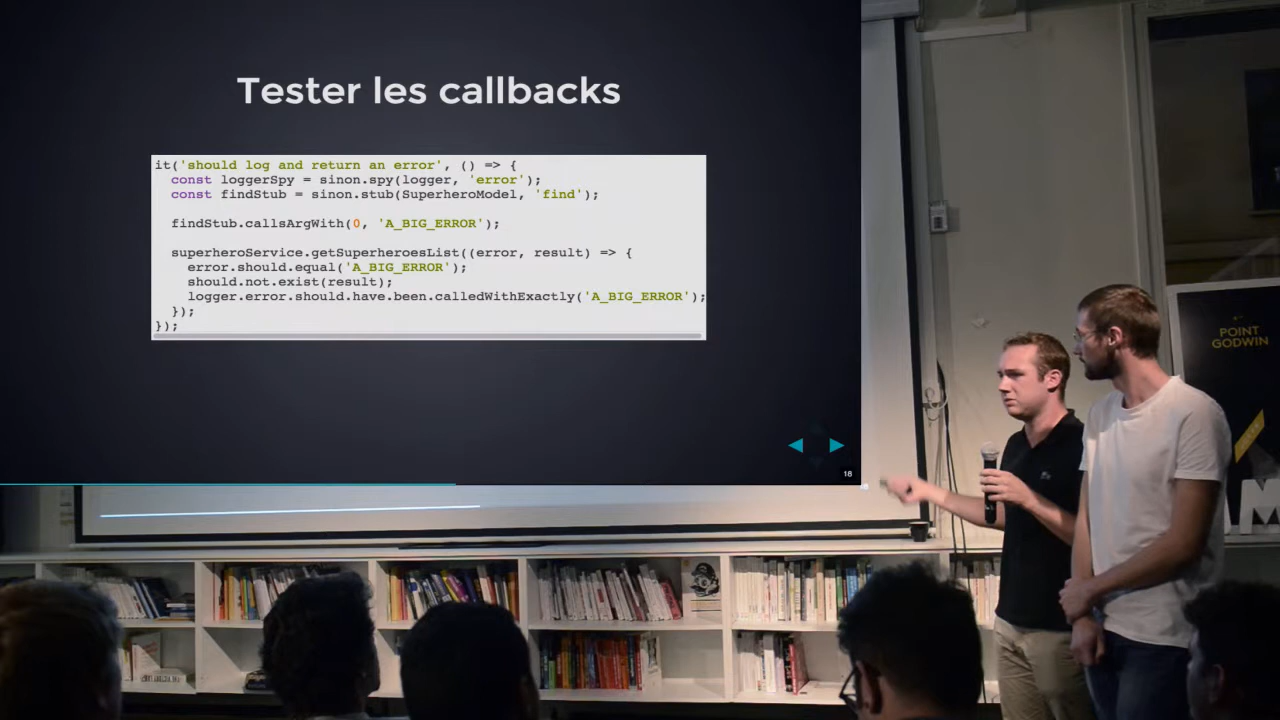 Tester les callbacks
it('should log and return an error', () => {
  const loggerSpy = sinon.spy(logger, 'error');
  const findStub = sinon.stub(SuperheroModel, 'find');
  findStub.callsArgWith(0, 'A_BIG_ERROR');
  superheroService.getSuperheroesList((error, result) => {
    error.should.equal('A_BIG_ERROR');
    should.not.exist(result);
    logger.error.should.have.been.calledWithExactly('A_BIG_ERROR');
  });
});
18
POINT
GODWIN